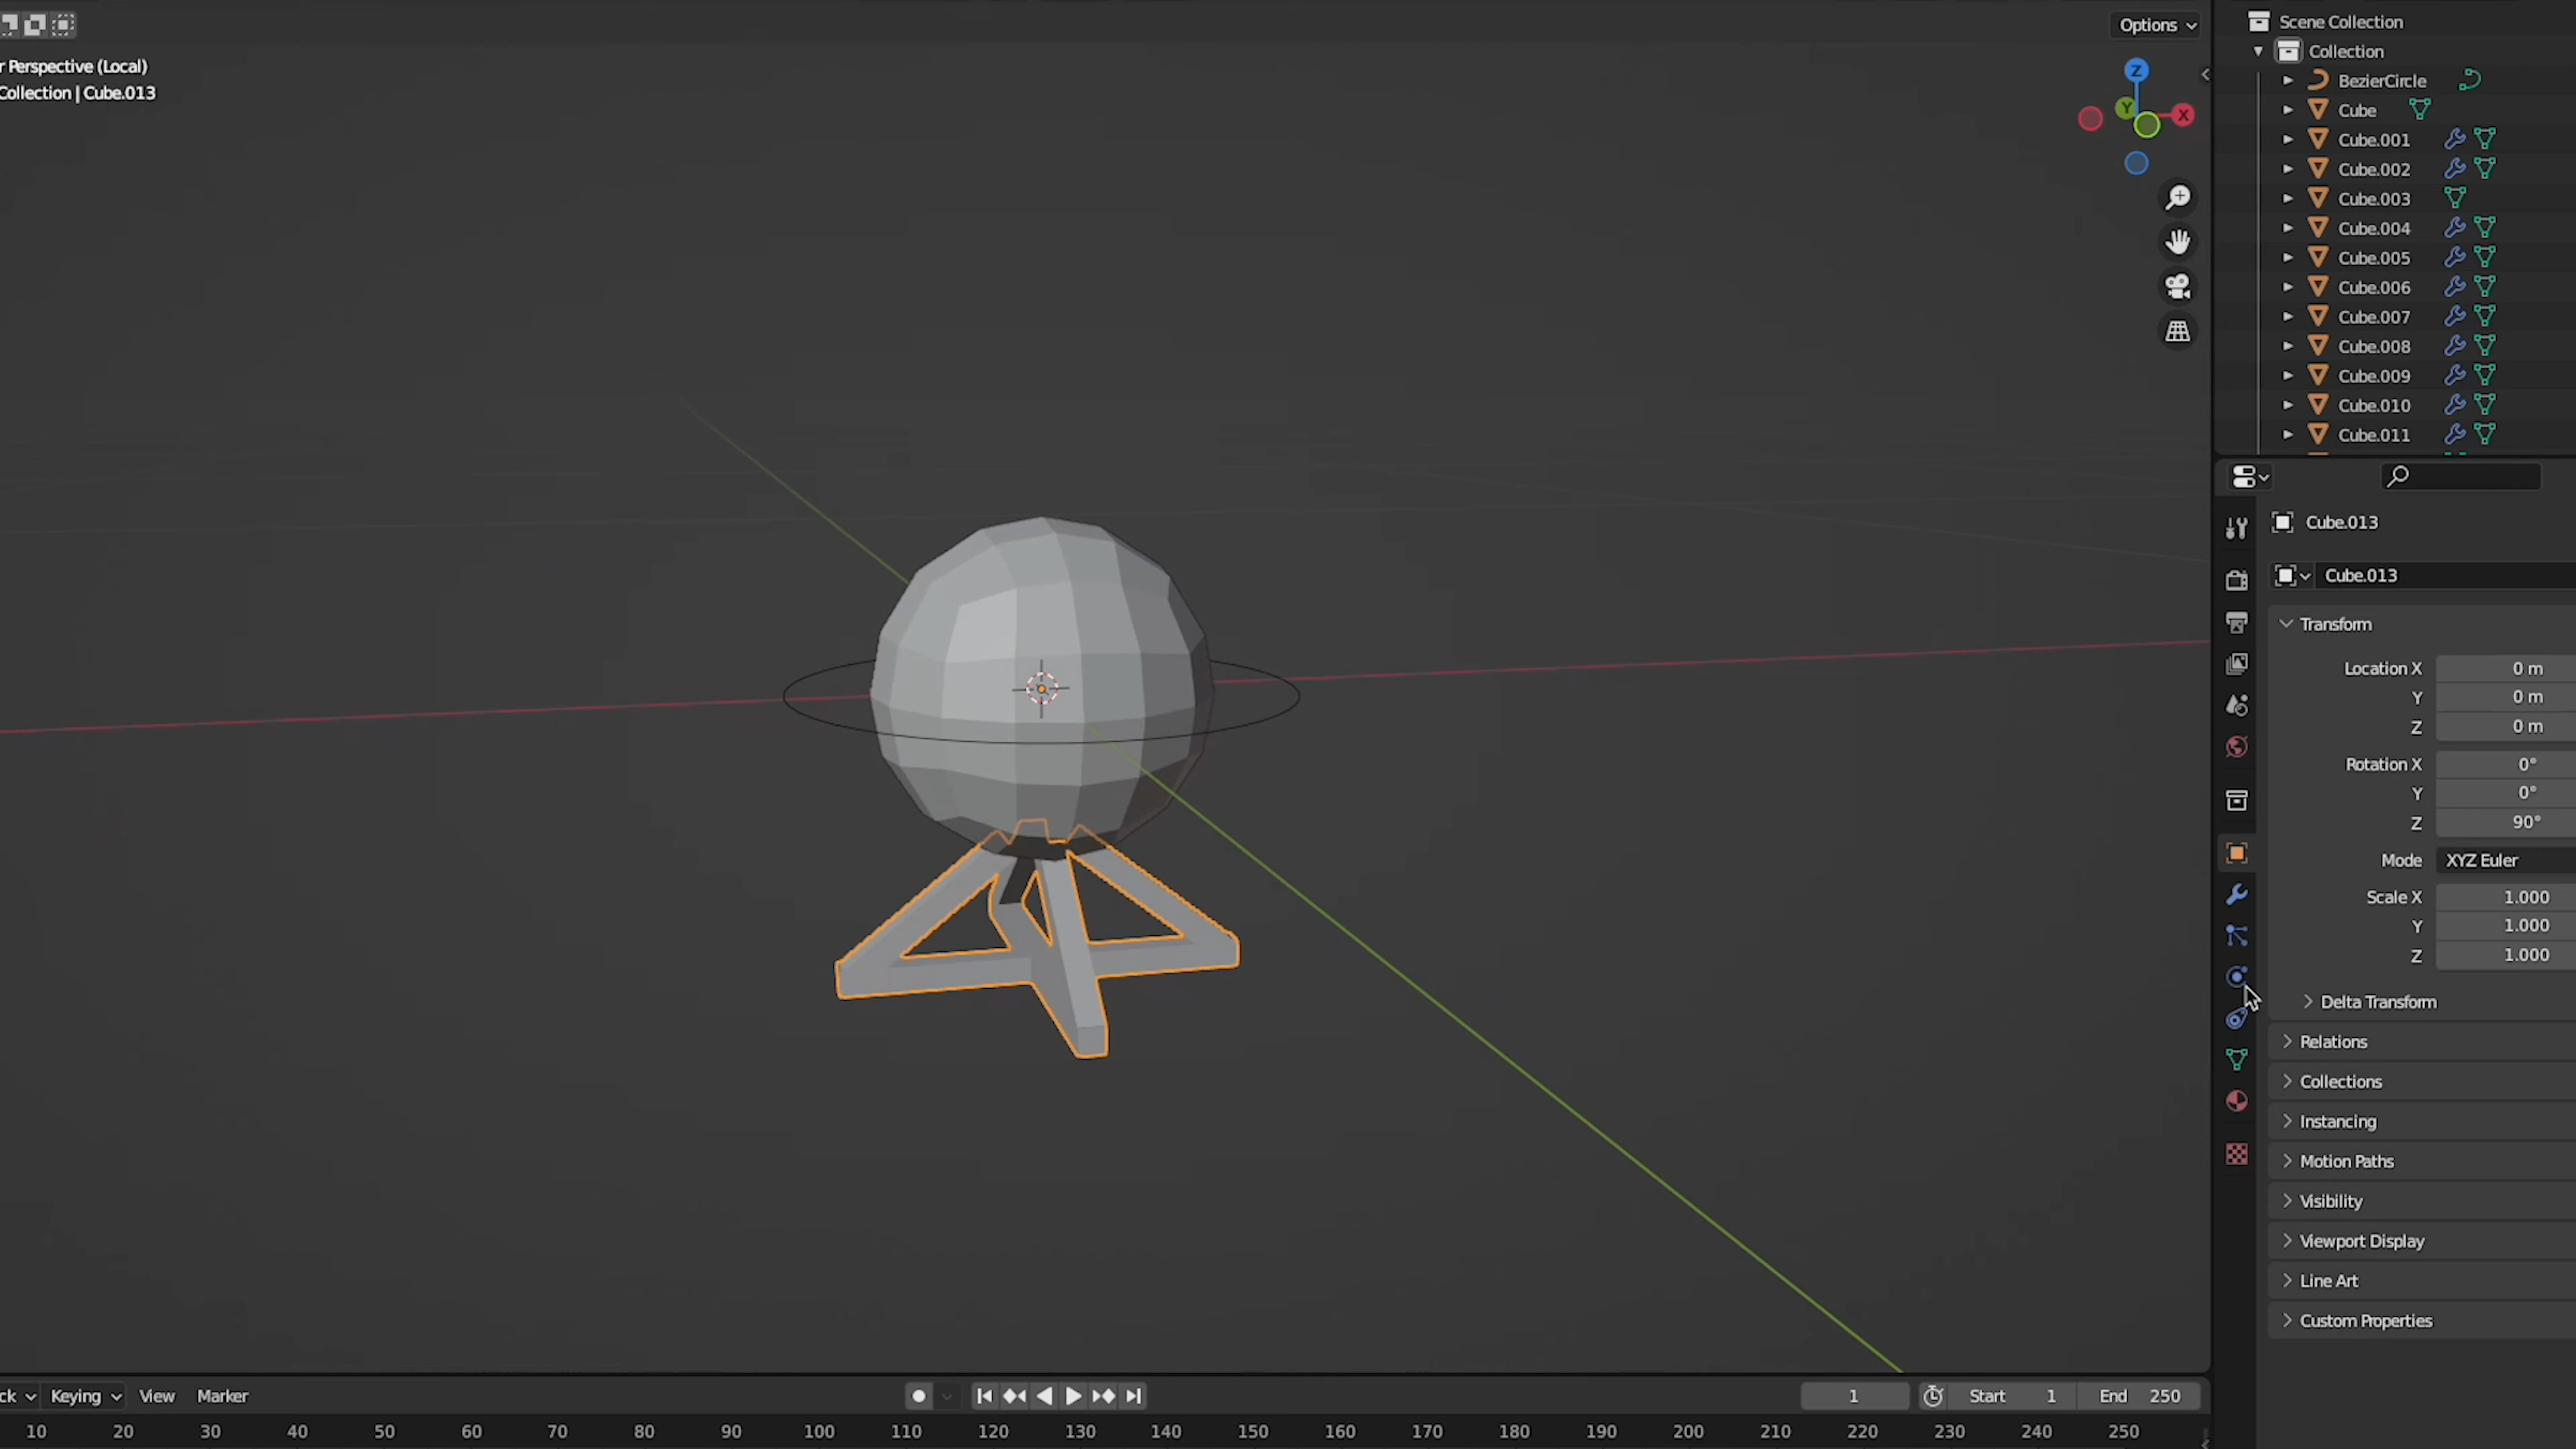 Options
r Perspective (Local)
Collection | Cube.013
Z
Y
X
Scene Collection
Collection
BezierCircle
Cube
Cube.001
Cube.002
Cube.003
Cube.004
Cube.005
Cube.006
Cube.007
Cube.008
Cube.009
Cube.010
Cube.011
Cube.013
Cube.013
Transform
Location X 0 m
Y 0 m
Z 0 m
Rotation X 0°
Y 0°
Z 90°
Mode XYZ Euler
Scale X 1.000
Y 1.000
Z 1.000
Delta Transform
Relations
Collections
Instancing
Motion Paths
Visibility
Viewport Display
Line Art
Custom Properties
ck Keying View Marker 1 Start 1 End 250
10 20 30 40 50 60 70 80 90 100 110 120 130 140 150 160 170 180 190 200 210 220 230 240 250